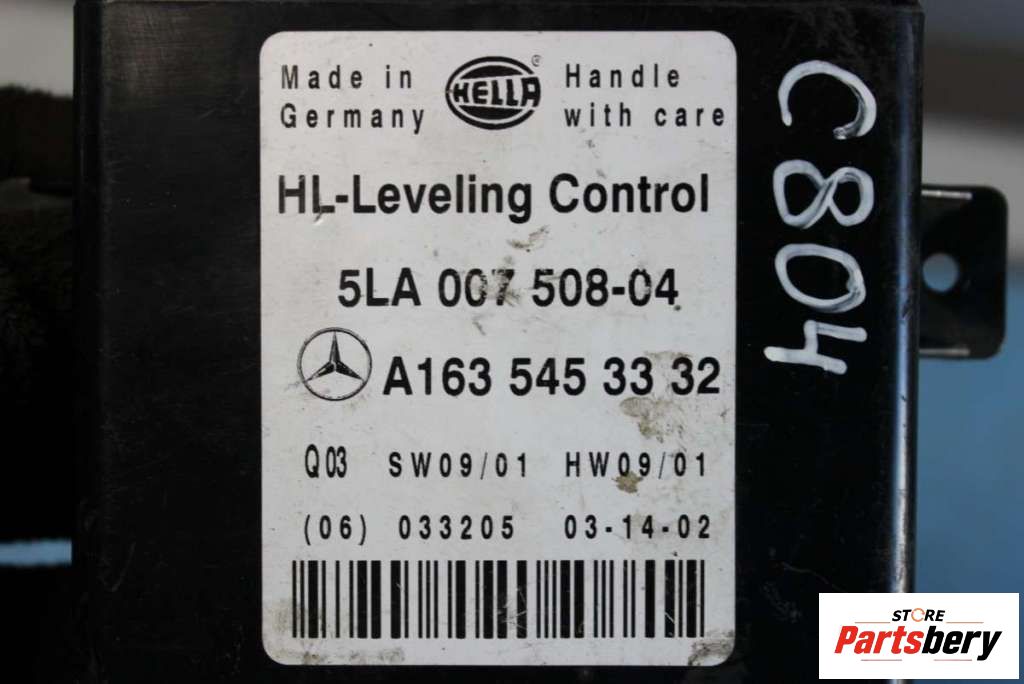 Made in
Germany
HELLA
®
Handle
with care
HL-Leveling Control
5LA 007 508-04
A163 545 33 32
Q03 SW09/01 HW09/01
(06) 033205 03-14-02
C804
STORE
Partsbery